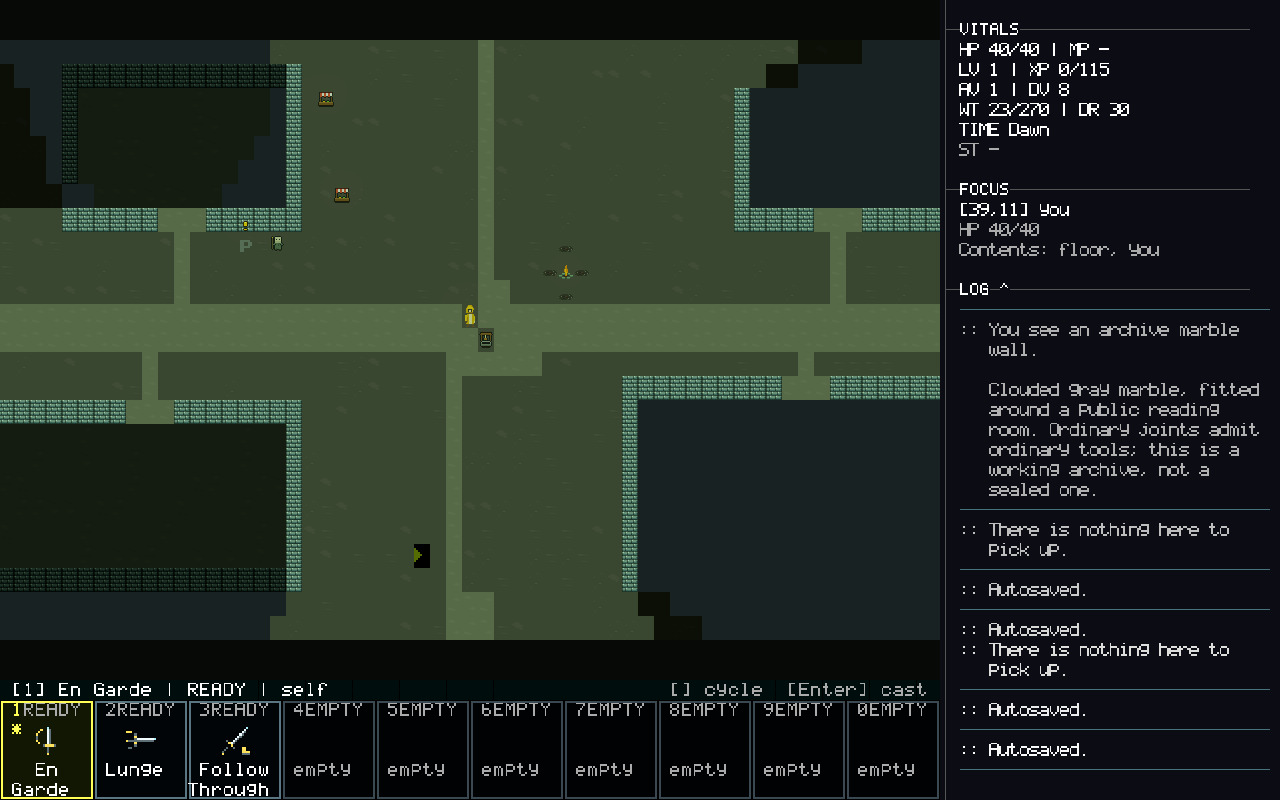 VITALS
HP 40/40 | MP -
LV 1 | XP 0/115
AV 1 | DV 8
WT 23/270 | DR 30
TIME Dawn
ST -
FOCUS
[39,11] You
HP 40/40
Contents: floor, You
LOG ^
:: You see an archive marble
wall.
Clouded gray marble, fitted
around a Public reading
room. Ordinary joints admit
ordinary tools; this is a
working archive, not a
sealed one.
:: There is nothing here to
Pick uP.
:: Autosaved.
:: Autosaved.
:: There is nothing here to
Pick uP.
:: Autosaved.
:: Autosaved.
P
[1] En Garde | READY | self
[] cycle [Enter] cast
1READY 2READY 3READY 4EMPTY 5EMPTY 6EMPTY 7EMPTY 8EMPTY 9EMPTY 0EMPTY
*
En Garde
Lunge
Follow Through
emPty emPty emPty emPty emPty emPty emPty